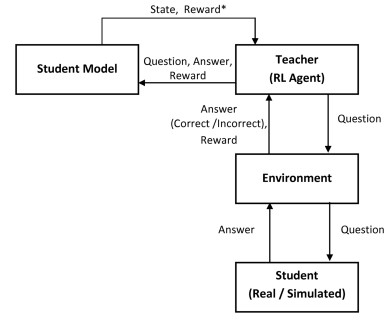 State, Reward*
Student Model
Question, Answer,
Reward
Teacher
(RL Agent)
Answer
(Correct /Incorrect),
Reward
Question
Environment
Answer
Question
Student
(Real / Simulated)